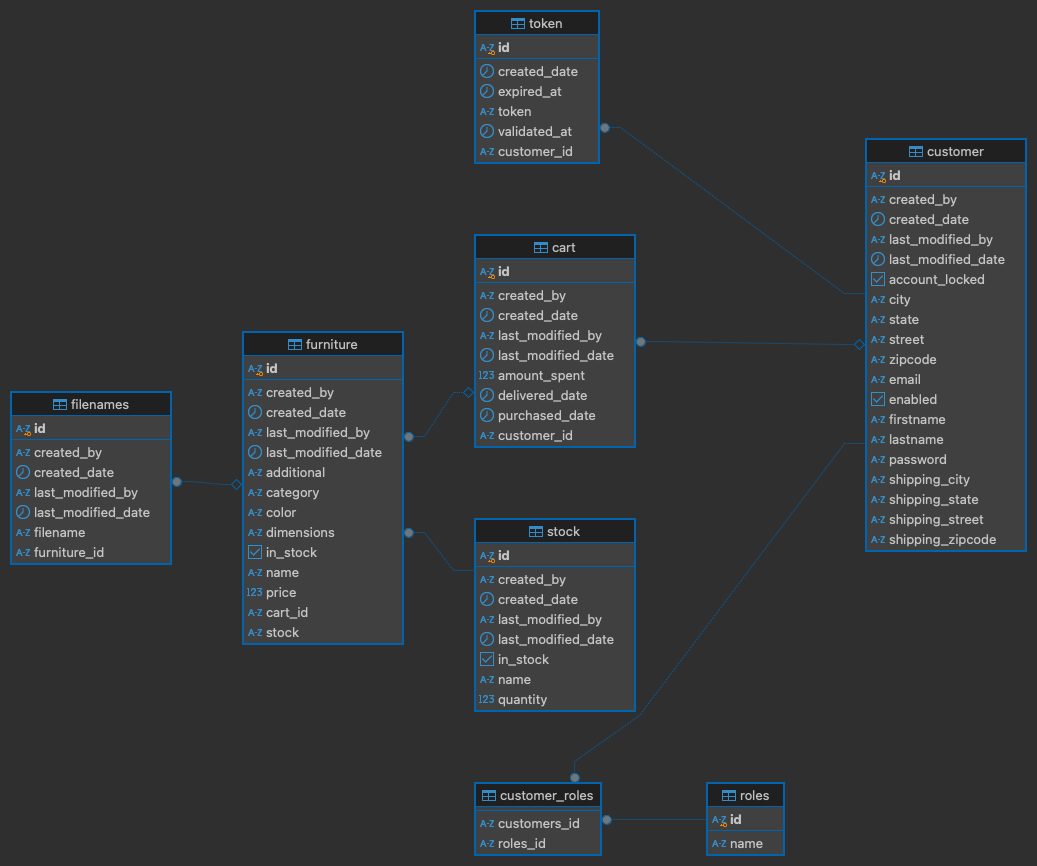 token
id
created_date
expired_at
token
validated_at
customer_id
customer
id
created_by
created_date
last_modified_by
last_modified_date
account_locked
city
state
street
zipcode
email
enabled
firstname
lastname
password
shipping_city
shipping_state
shipping_street
shipping_zipcode
cart
id
created_by
created_date
last_modified_by
last_modified_date
123 amount_spent
delivered_date
purchased_date
customer_id
furniture
id
created_by
created_date
last_modified_by
last_modified_date
additional
category
color
dimensions
in_stock
name
123 price
cart_id
stock
filenames
id
created_by
created_date
last_modified_by
last_modified_date
filename
furniture_id
stock
id
created_by
created_date
last_modified_by
last_modified_date
in_stock
name
123 quantity
customer_roles
customers_id
roles_id
roles
id
name